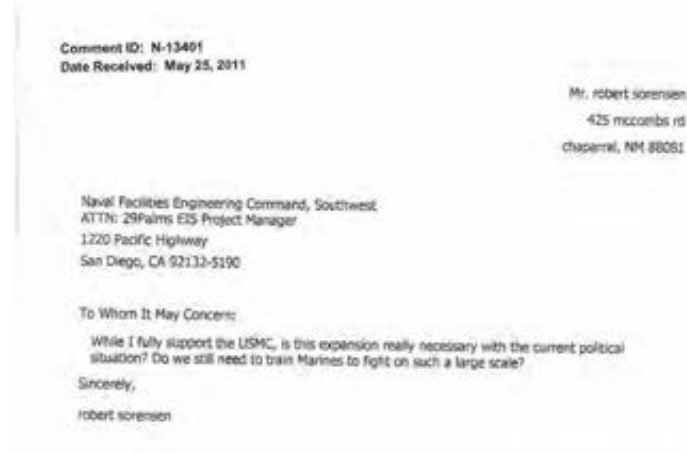 Comment ID: N-13401
Date Received: May 25, 2011
Mr. robert sorensen
425 mccombs rd
chaparral, NM 88081
Naval Facilities Engineering Command, Southwest
ATTN: 29Palms EIS Project Manager
1220 Pacific Highway
San Diego, CA 92132-5190
To Whom It May Concern:
While I fully support the USMC, is this expansion really necessary with the current political
situation? Do we still need to train Marines to fight on such a large scale?
Sincerely,
robert sorensen